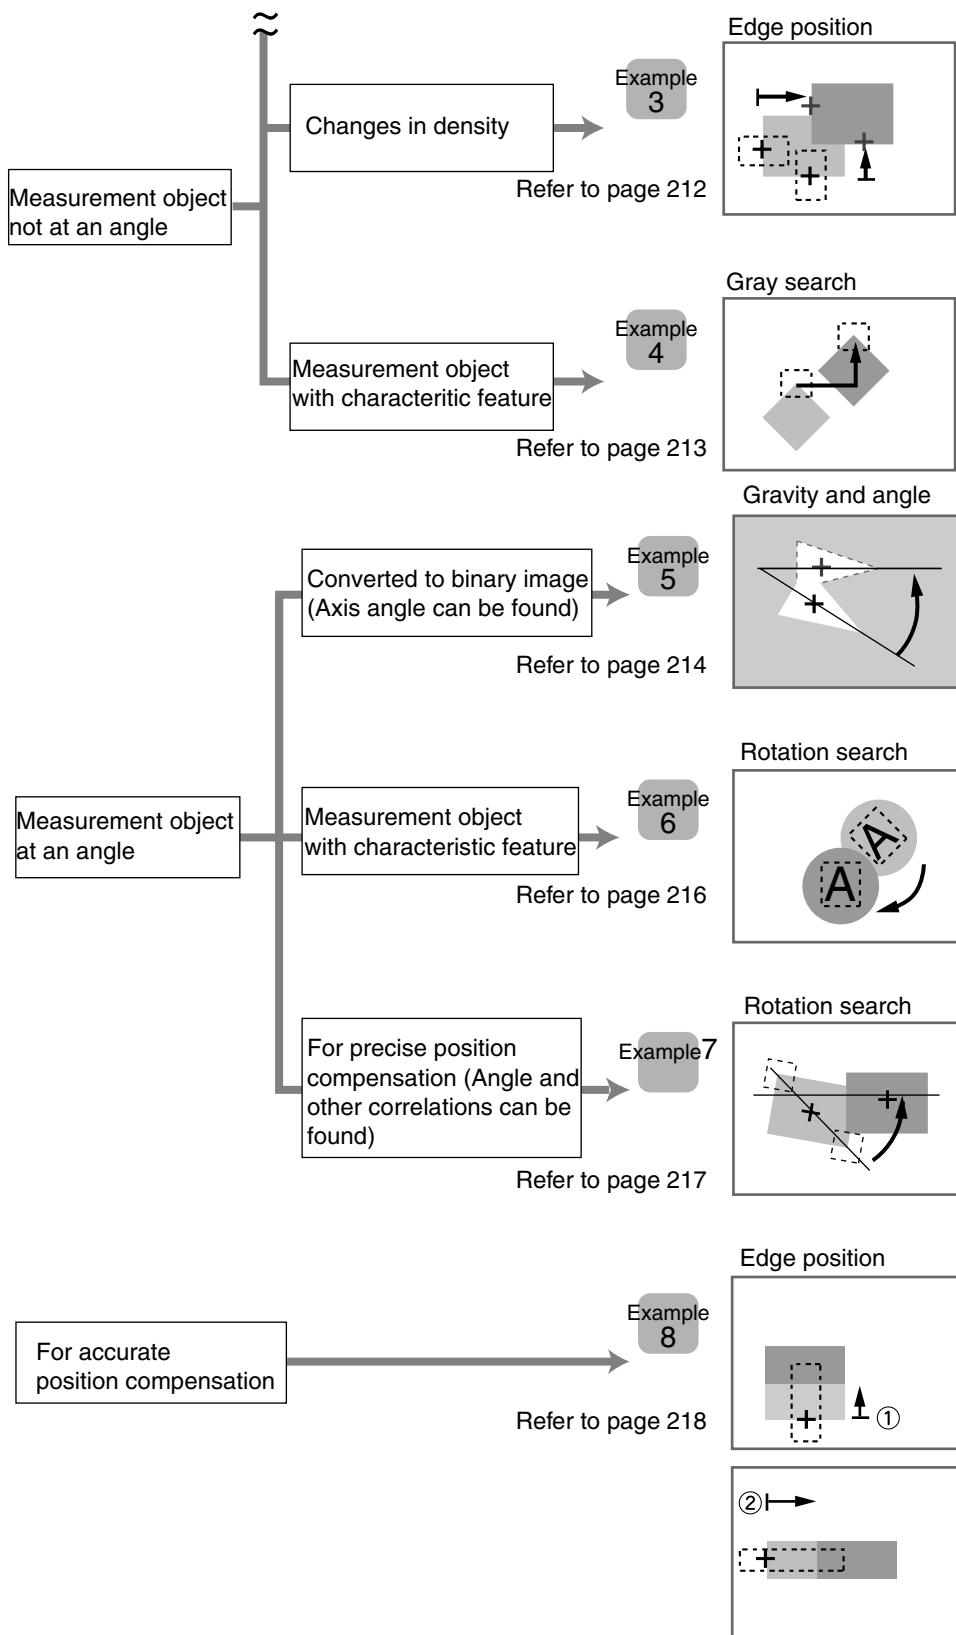 Edge position
Example
3
Changes in density
Refer to page 212
Measurement object
not at an angle
Gray search
Example
4
Measurement object
with characteritic feature
Refer to page 213
Gravity and angle
Example
5
Converted to binary image
(Axis angle can be found)
Refer to page 214
Rotation search
Example
6
Measurement object
with characteristic feature
A
A
Measurement object
at an angle
Refer to page 216
Rotation search
Example7
For precise position
compensation (Angle and
other correlations can be
found)
Refer to page 217
Edge position
Example
8
For accurate
position compensation
Refer to page 218
①
②